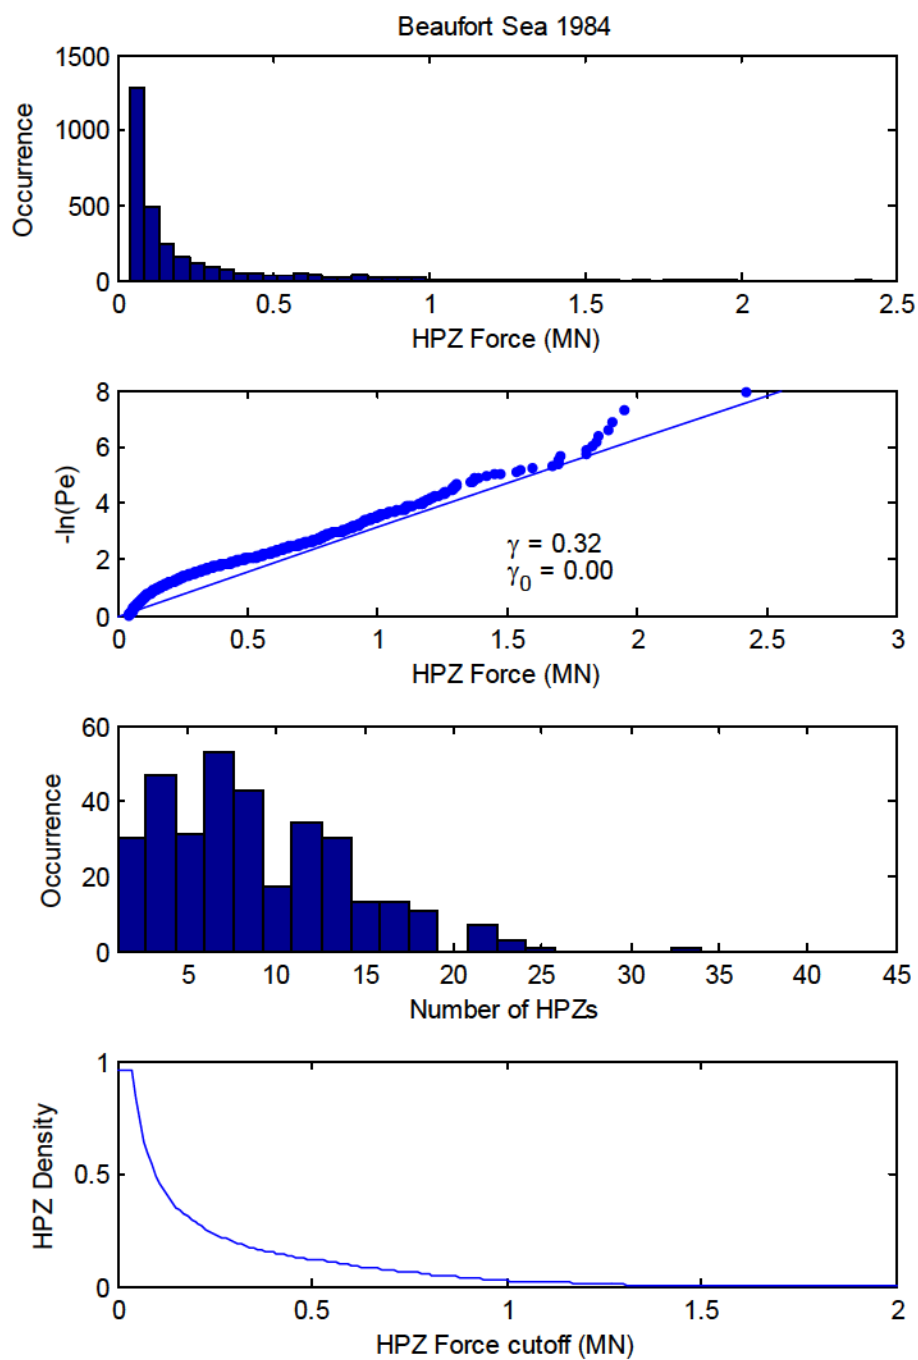 Beaufort Sea 1984
1500
1000
500
0
Occurrence
0 0.5 1 1.5 2 2.5
HPZ Force (MN)
8
6
4
2
0
-ln(Pe)
γ = 0.32
γ0 = 0.00
0 0.5 1 1.5 2 2.5 3
HPZ Force (MN)
60
40
20
0
Occurrence
5 10 15 20 25 30 35 40 45
Number of HPZs
1
0.5
0
HPZ Density
0 0.5 1 1.5 2
HPZ Force cutoff (MN)